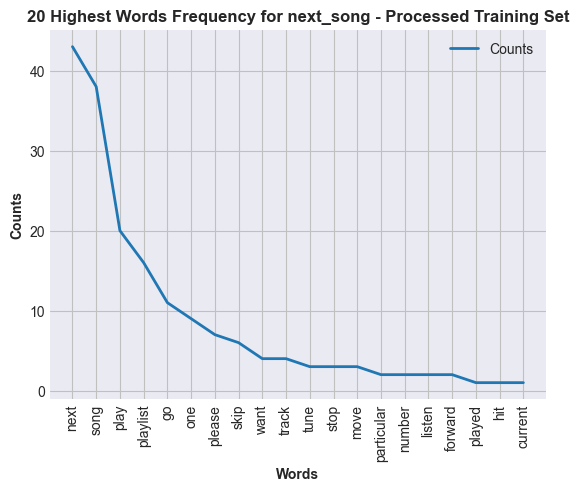 20 Highest Words Frequency for next_song - Processed Training Set
Counts
Counts
40
30
20
10
0
next
song
play
playlist
go
one
please
skip
want
track
tune
stop
move
particular
number
listen
forward
played
hit
current
Words